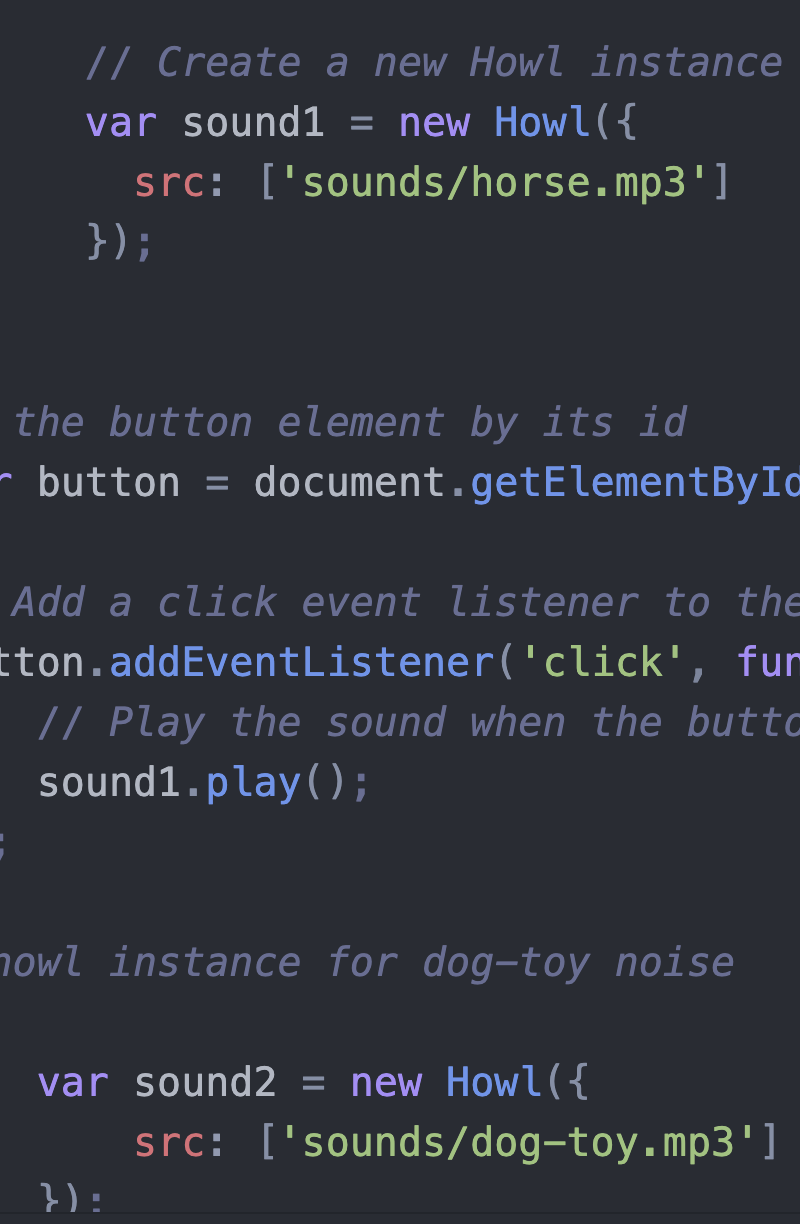 // Create a new Howl instance
var sound1 = new Howl({
src: ['sounds/horse.mp3']
});
the button element by its id
r button = document.getElementById
Add a click event listener to the
tton.addEventListener('click', fun
// Play the sound when the butto
sound1.play();
;
howl instance for dog-toy noise
var sound2 = new Howl({
src: ['sounds/dog-toy.mp3']
});